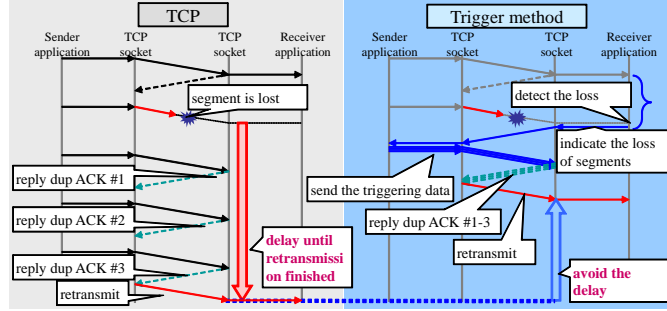 TCP
Sender
application
TCP
socket
TCP
socket
Receiver
application
segment is lost
reply dup ACK #1
reply dup ACK #2
reply dup ACK #3
retransmit
delay until
retransmissi
on finished
Trigger method
Sender
application
TCP
socket
TCP
socket
Receiver
application
detect the loss
indicate the loss
of segments
send the triggering data
reply dup ACK #1-3
retransmit
avoid the
delay